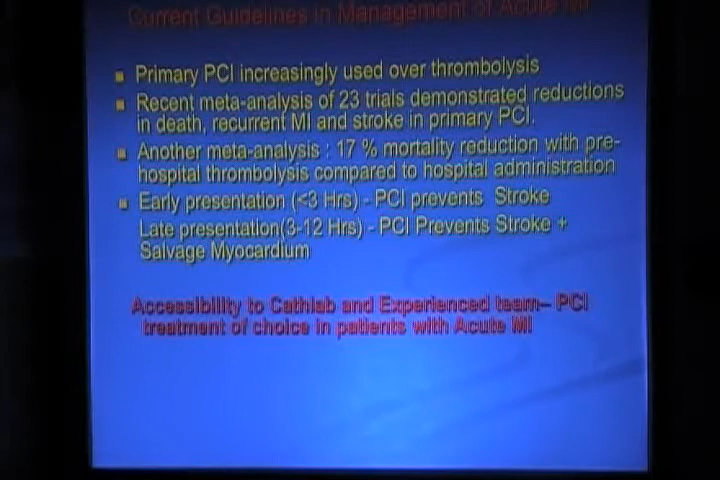 Current Guidelines in Management of Acute MI
Primary PCI increasingly used over thrombolysis
Recent meta-analysis of 23 trials demonstrated reductions
in death, recurrent MI and stroke in primary PCI.
Another meta-analysis : 17 % mortality reduction with pre-
hospital thrombolysis compared to hospital administration
Early presentation (<3 Hrs) - PCI prevents Stroke
Late presentation(3-12 Hrs) - PCI Prevents Stroke +
Salvage Myocardium
Accessibility to Cathlab and Experienced team– PCI
treatment of choice in patients with Acute MI